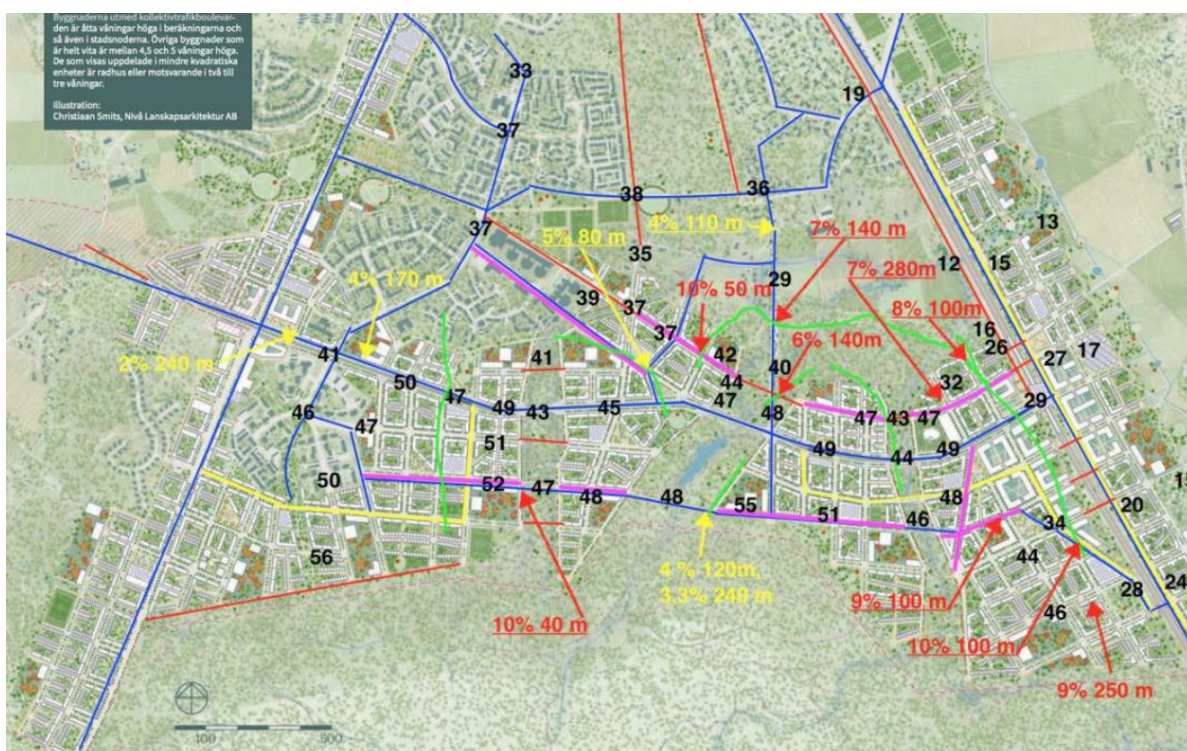 Byggnaderna utmed kollektivtrafikboulevar-
den är åtta våningar höga i beräkningarna och
så även i stadsnoderna. Övriga byggnader som
är helt vita är mellan 4,5 och 5 våningar höga.
De som visas uppdelade i mindre kvadratiska
enheter är radhus eller motsvarande i två till
tre våningar.
Illustration:
Christiaan Smits, Nivå Lanskapsarkitektur AB
33
19
37
38
36
37
13
5% 80 m
4% 110 m
7% 140 m
35
12
15
4% 170 m
29
7% 280m
10% 50 m
39
37
8% 100m
16
37
6% 140m
26
17
41
41
42
27
2% 240 m
50
44
40
32
47
49
43
45
47
48
47
43
47
29
46
47
51
49
44
49
50
52
47
48
48
55
51
46
48
20
15
34
56
44
4 % 120m,
3,3% 240 m
28
24
10% 40 m
9% 100 m
46
10% 100 m
9% 250 m
100
500